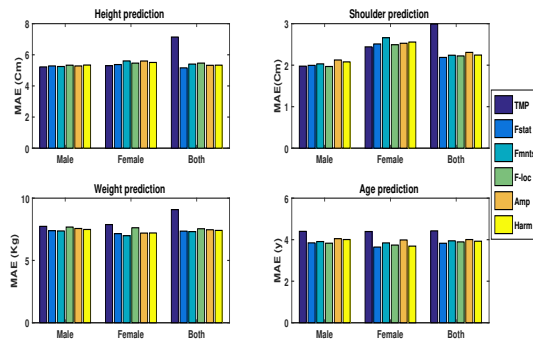 Height prediction
MAE (Cm)
8
6
4
2
0
Male Female Both
Shoulder prediction
MAE(Cm)
3
2
1
0
Male Female Both
TMP
Fstat
Fmnts
F-loc
Amp
Harm
Weight prediction
MAE (Kg)
10
5
0
Male Female Both
Age prediction
MAE (y)
6
4
2
0
Male Female Both